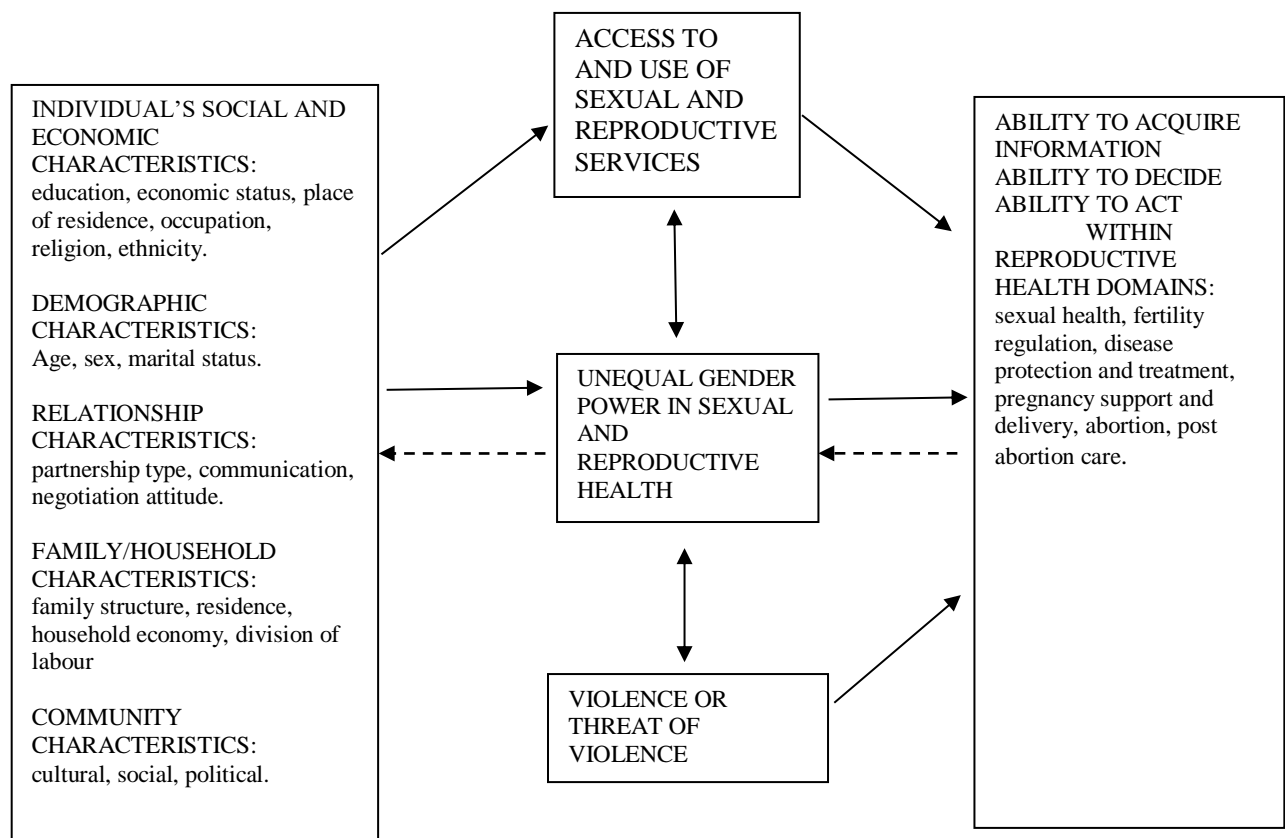 INDIVIDUAL’S SOCIAL AND
ECONOMIC
CHARACTERISTICS:
education, economic status, place
of residence, occupation,
religion, ethnicity.
DEMOGRAPHIC
CHARACTERISTICS:
Age, sex, marital status.
RELATIONSHIP
CHARACTERISTICS:
partnership type, communication,
negotiation attitude.
FAMILY/HOUSEHOLD
CHARACTERISTICS:
family structure, residence,
household economy, division of
labour
COMMUNITY
CHARACTERISTICS:
cultural, social, political.
ACCESS TO
AND USE OF
SEXUAL AND
REPRODUCTIVE
SERVICES
UNEQUAL GENDER
POWER IN SEXUAL
AND
REPRODUCTIVE
HEALTH
VIOLENCE OR
THREAT OF
VIOLENCE
ABILITY TO ACQUIRE
INFORMATION
ABILITY TO DECIDE
ABILITY TO ACT
WITHIN
REPRODUCTIVE
HEALTH DOMAINS:
sexual health, fertility
regulation, disease
protection and treatment,
pregnancy support and
delivery, abortion, post
abortion care.